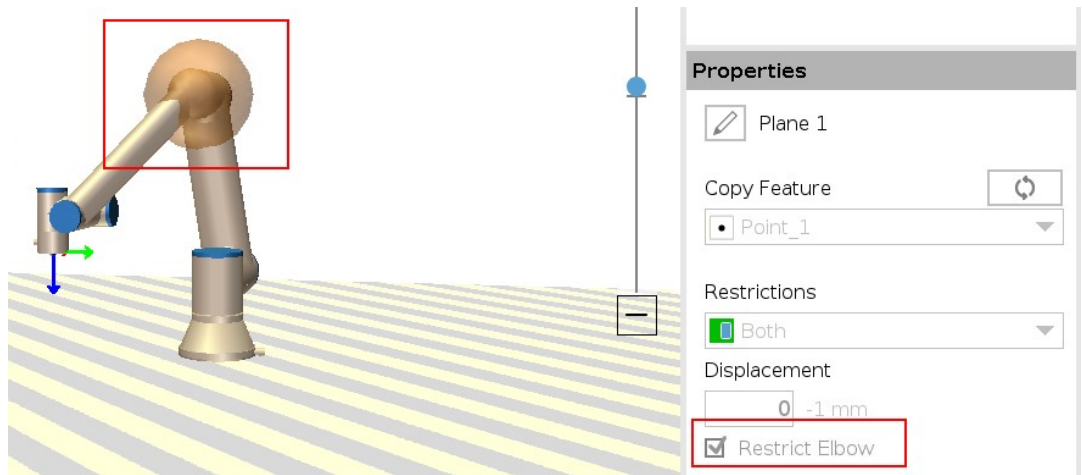 Properties
Plane 1
Copy Feature
Point_1
Restrictions
Both
Displacement
0 -1 mm
Restrict Elbow